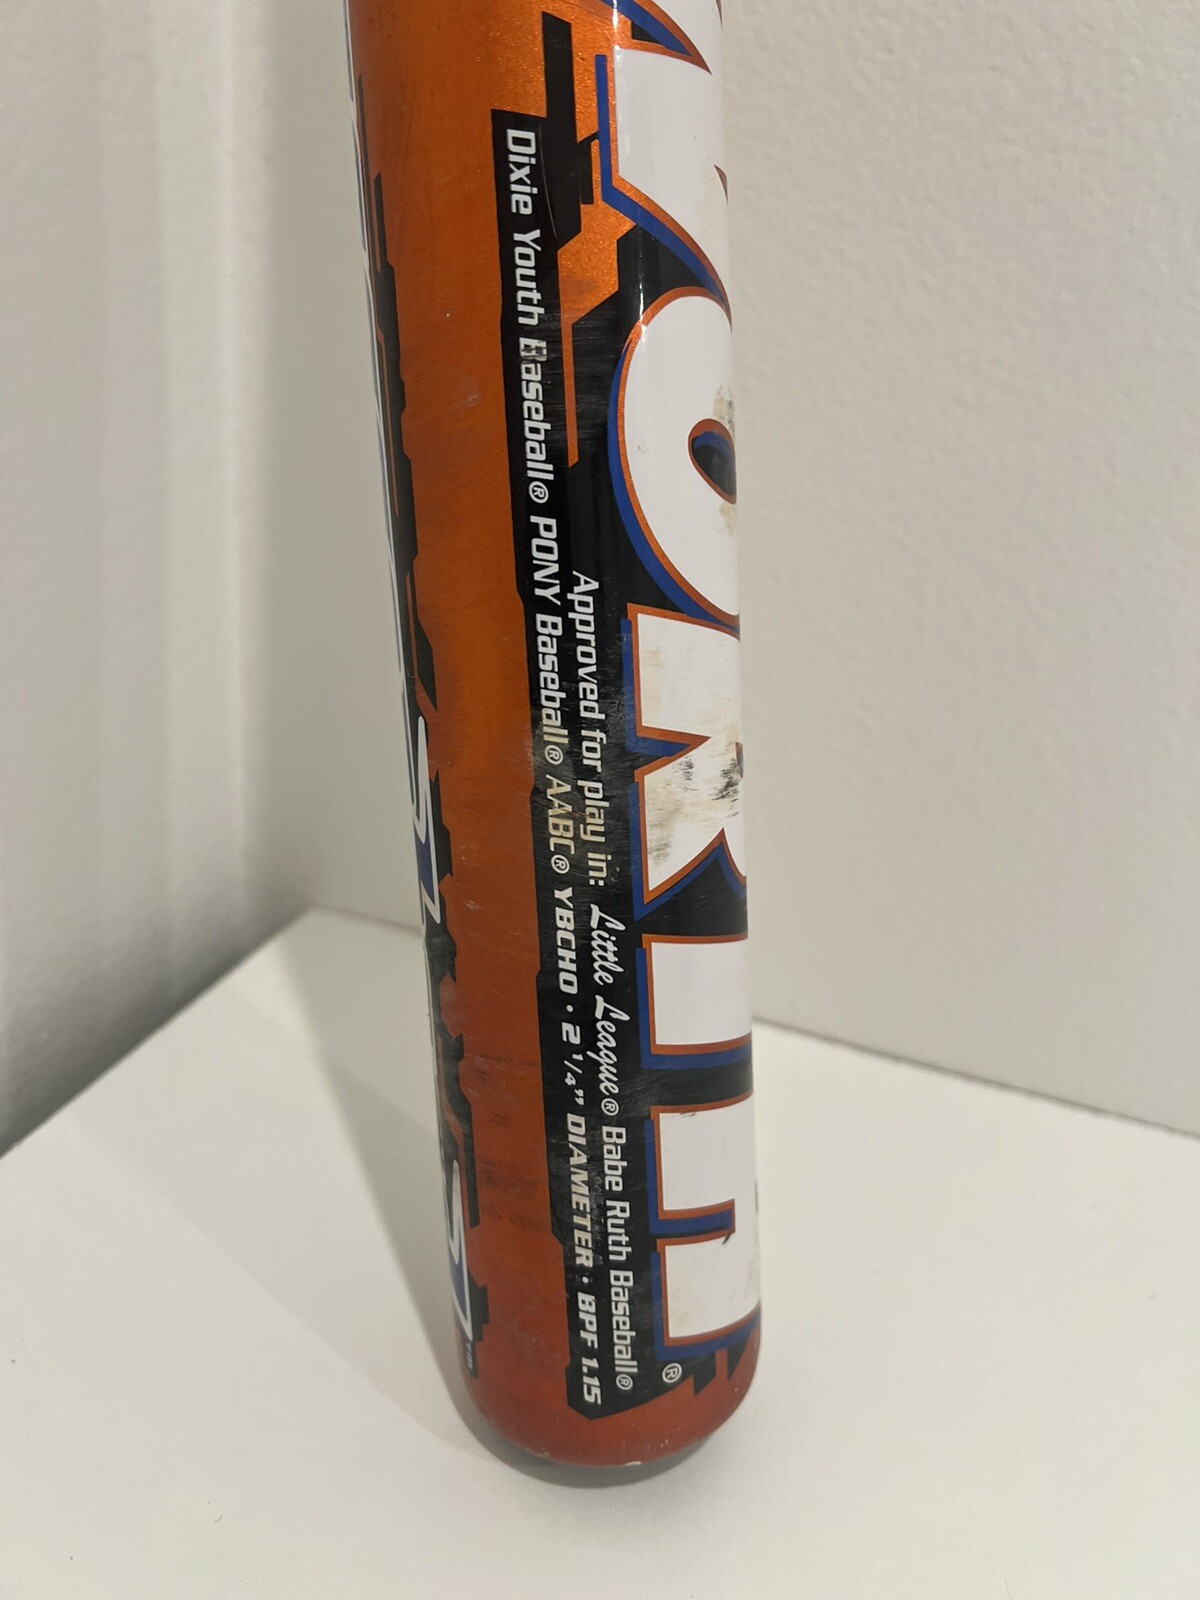 Approved for play in: Little League® Babe Ruth Baseball®
Dixie Youth Baseball® PONY Baseball® AABC® YBCHO · 2 1/4" DIAMETER · BPF 1.15
®